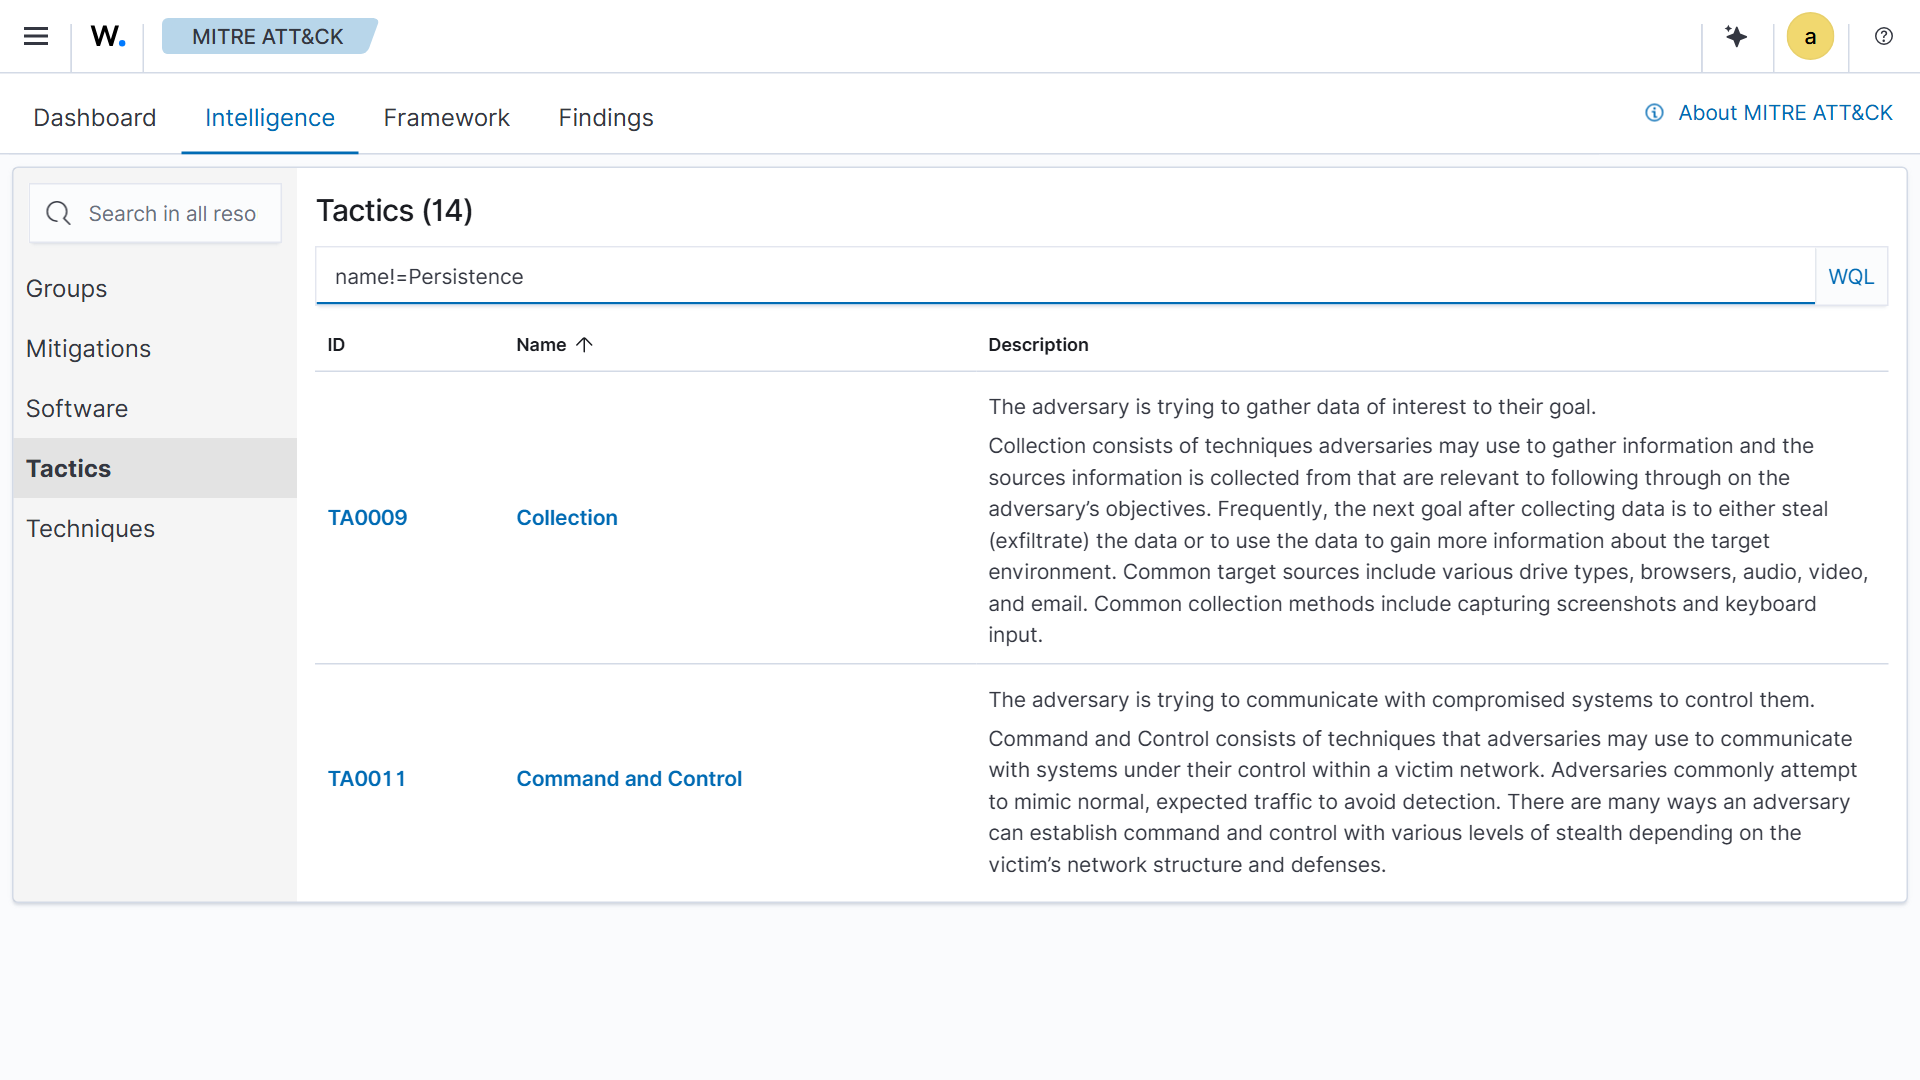 W.
MITRE ATT&CK
a
Dashboard
Intelligence
Framework
Findings
About MITRE ATT&CK
Search in all reso
Groups
Mitigations
Software
Tactics
Techniques
Tactics (14)
name!=Persistence
WQL
ID
Name
Description
TA0009
Collection
The adversary is trying to gather data of interest to their goal.
Collection consists of techniques adversaries may use to gather information and the
sources information is collected from that are relevant to following through on the
adversary’s objectives. Frequently, the next goal after collecting data is to either steal
(exfiltrate) the data or to use the data to gain more information about the target
environment. Common target sources include various drive types, browsers, audio, video,
and email. Common collection methods include capturing screenshots and keyboard
input.
TA0011
Command and Control
The adversary is trying to communicate with compromised systems to control them.
Command and Control consists of techniques that adversaries may use to communicate
with systems under their control within a victim network. Adversaries commonly attempt
to mimic normal, expected traffic to avoid detection. There are many ways an adversary
can establish command and control with various levels of stealth depending on the
victim’s network structure and defenses.